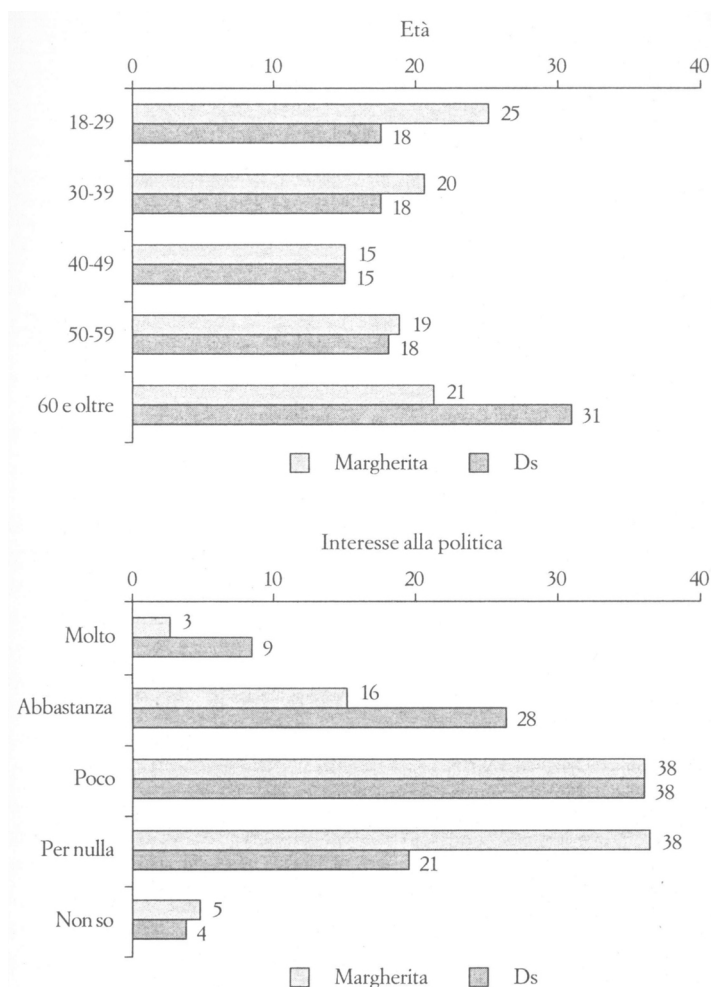 Età
0 10 20 30 40
18-29 25
18
30-39 20
18
40-49 15
15
50-59 19
18
60 e oltre 21
31
Margherita Ds
Interesse alla politica
0 10 20 30 40
Molto 3
9
Abbastanza 16
28
Poco 38
38
Per nulla 38
21
Non so 5
4
Margherita Ds